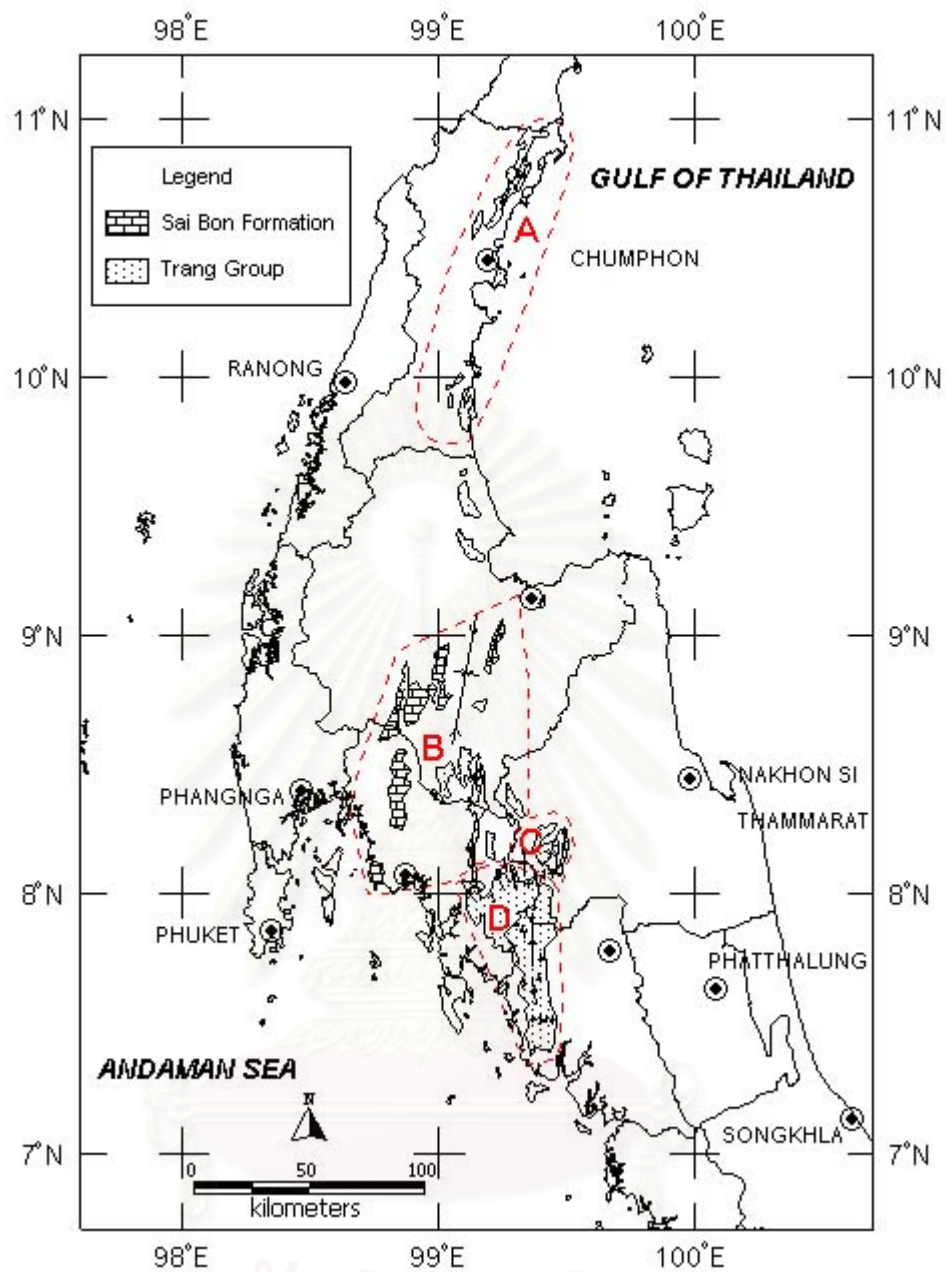 98°E 99°E 100°E
11°N 11°N
Legend
Sai Bon Formation
Trang Group
GULF OF THAILAND
A
CHUMPHON
RANONG
10°N 10°N
9°N 9°N
B
PHANGNGA
NAKHON SI
THAMMARAT
C
8°N 8°N
D
PHUKET
PHATTHALUNG
ANDAMAN SEA
N
SONGKHLA
7°N 7°N
0 50 100
kilometers
98°E 99°E 100°E